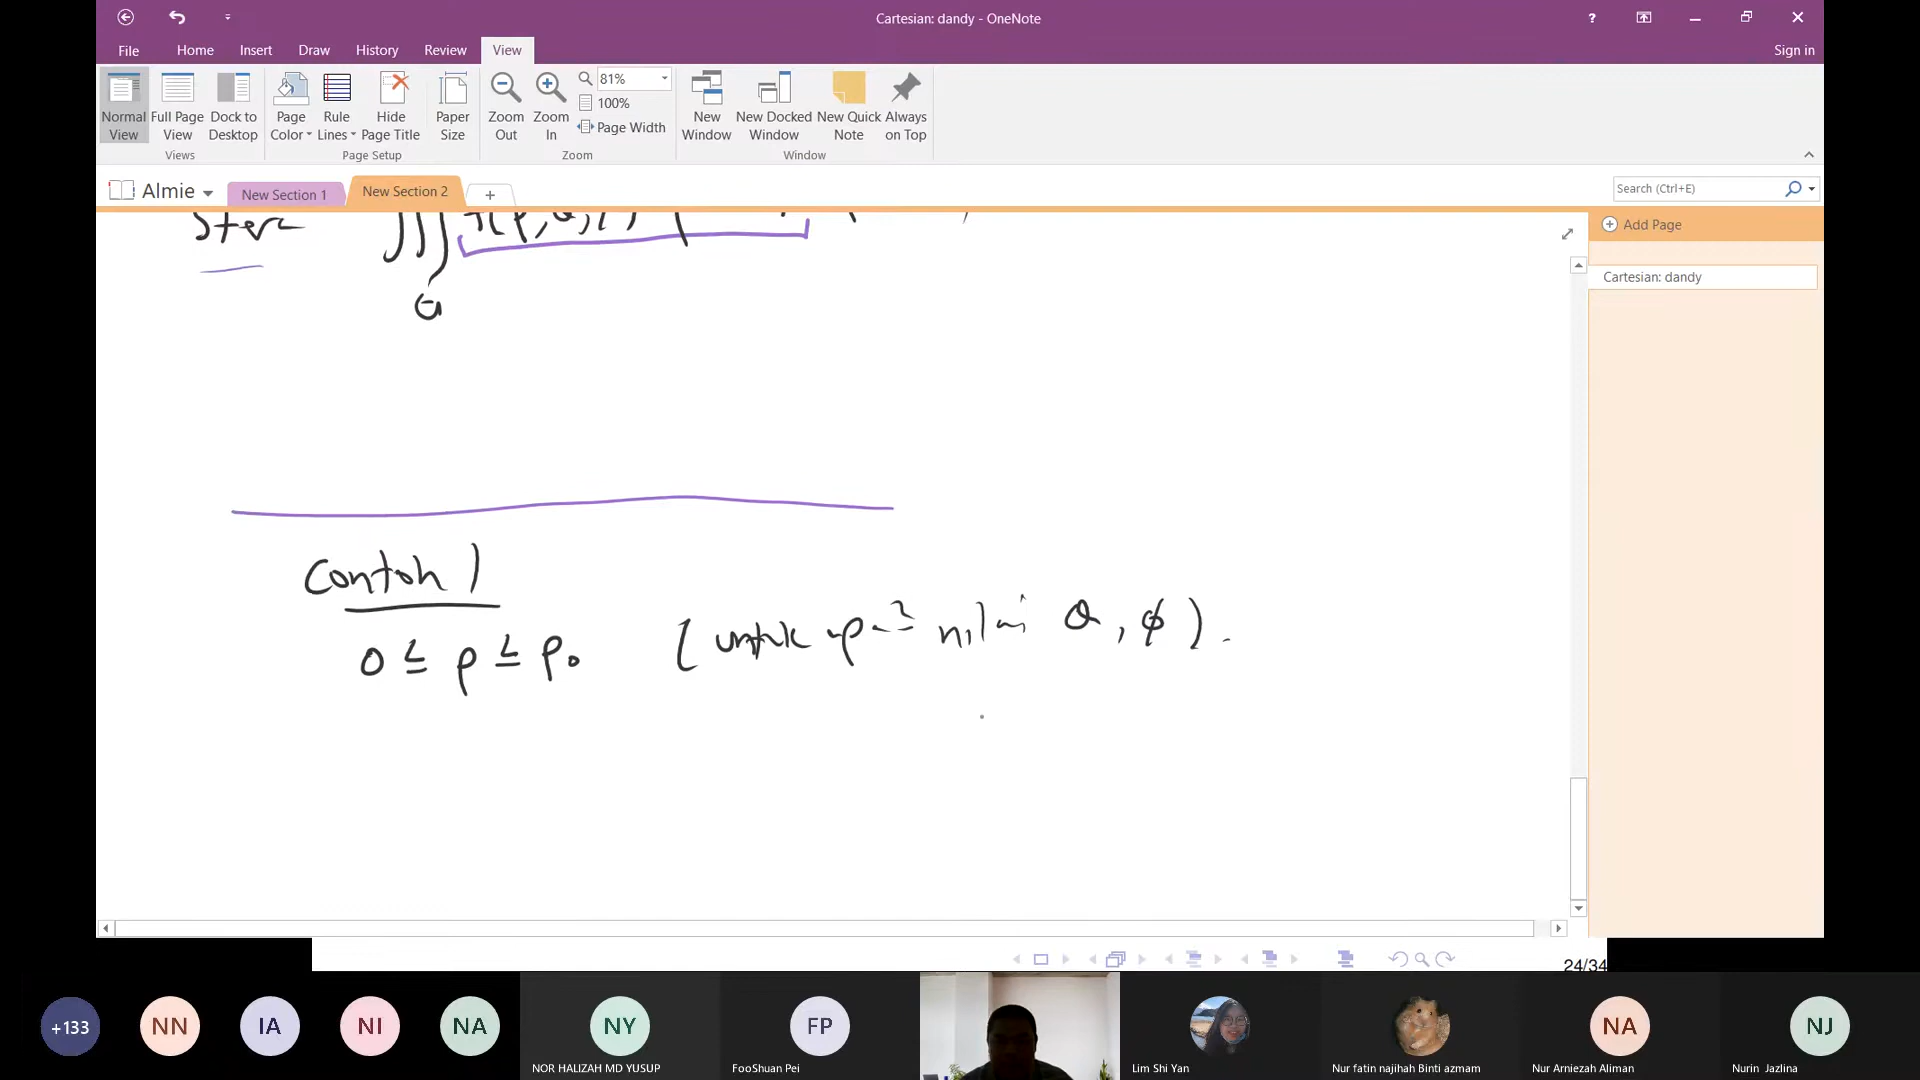 Cartesian: dandy - OneNote
?
File Home Insert Draw History Review View
Sign in
Normal View
Full Page View
Dock to Desktop
Views
Page Color
Rule Lines
Hide Page Title
Page Setup
Paper Size
Zoom Out
Zoom In
81%
100%
Page Width
Zoom
New Window
New Docked Window
New Quick Note
Always on Top
Window
Almie
New Section 1
New Section 2
+
Search (Ctrl+E)
Add Page
Cartesian: dandy
∭
G
Contoh 1
0 ≤ ρ ≤ ρ₀ (untuk apa2 nilai θ, φ).
24/34
+133
NN
IA
NI
NA
NY
NOR HALIZAH MD YUSUP
FP
FooShuan Pei
Lim Shi Yan
Nur fatin najihah Binti azmam
NA
Nur Arniezah Aliman
NJ
Nurin Jazlina